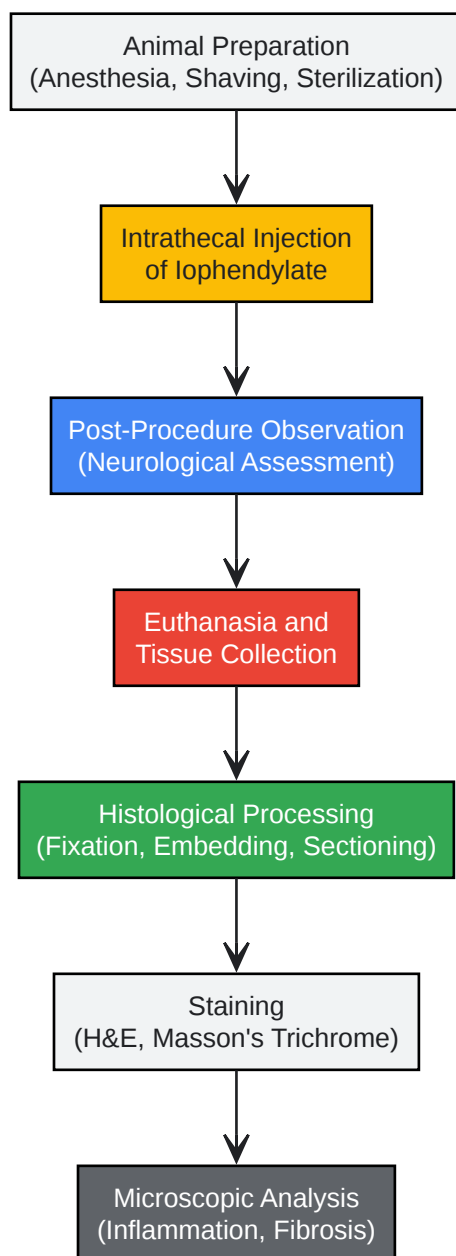 Animal Preparation
(Anesthesia, Shaving, Sterilization)
Intrathecal Injection
of Iophendylate
Post-Procedure Observation
(Neurological Assessment)
Euthanasia and
Tissue Collection
Histological Processing
(Fixation, Embedding, Sectioning)
Staining
(H&E, Masson's Trichrome)
Microscopic Analysis
(Inflammation, Fibrosis)